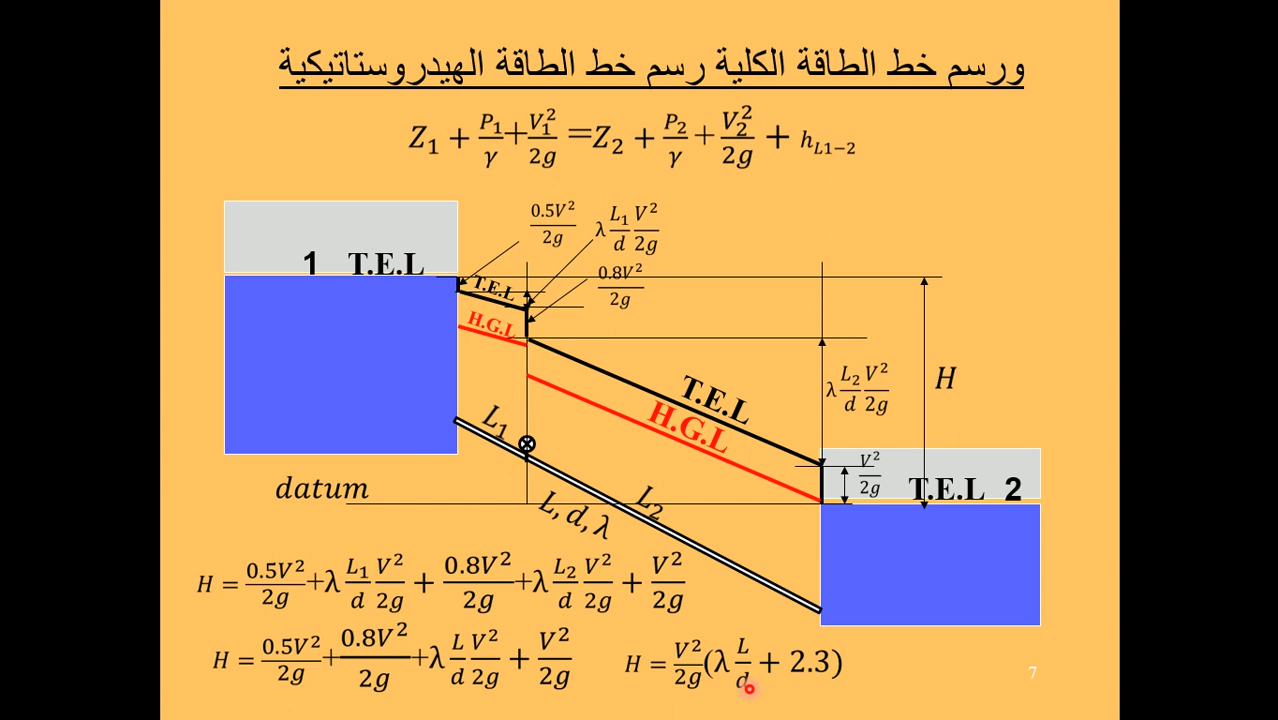 ورسم خط الطاقة الكلية رسم خط الطاقة الهيدروستاتيكية
Z₁ + P₁/γ + V₁²/2g = Z₂ + P₂/γ + V₂²/2g + h_{L1−2}
0.5V²/2g
λ L₁/d V²/2g
1 T.E.L
T.E.L
0.8V²/2g
H.G.L
T.E.L
λ L₂/d V²/2g
H
H.G.L
L₁
V²/2g
T.E.L 2
datum
L₂
L, d, λ
H = 0.5V²/2g + λ L₁/d V²/2g + 0.8V²/2g + λ L₂/d V²/2g + V²/2g
H = 0.5V²/2g + 0.8V²/2g + λ L/d V²/2g + V²/2g
H = V²/2g (λ L/d + 2.3)
7